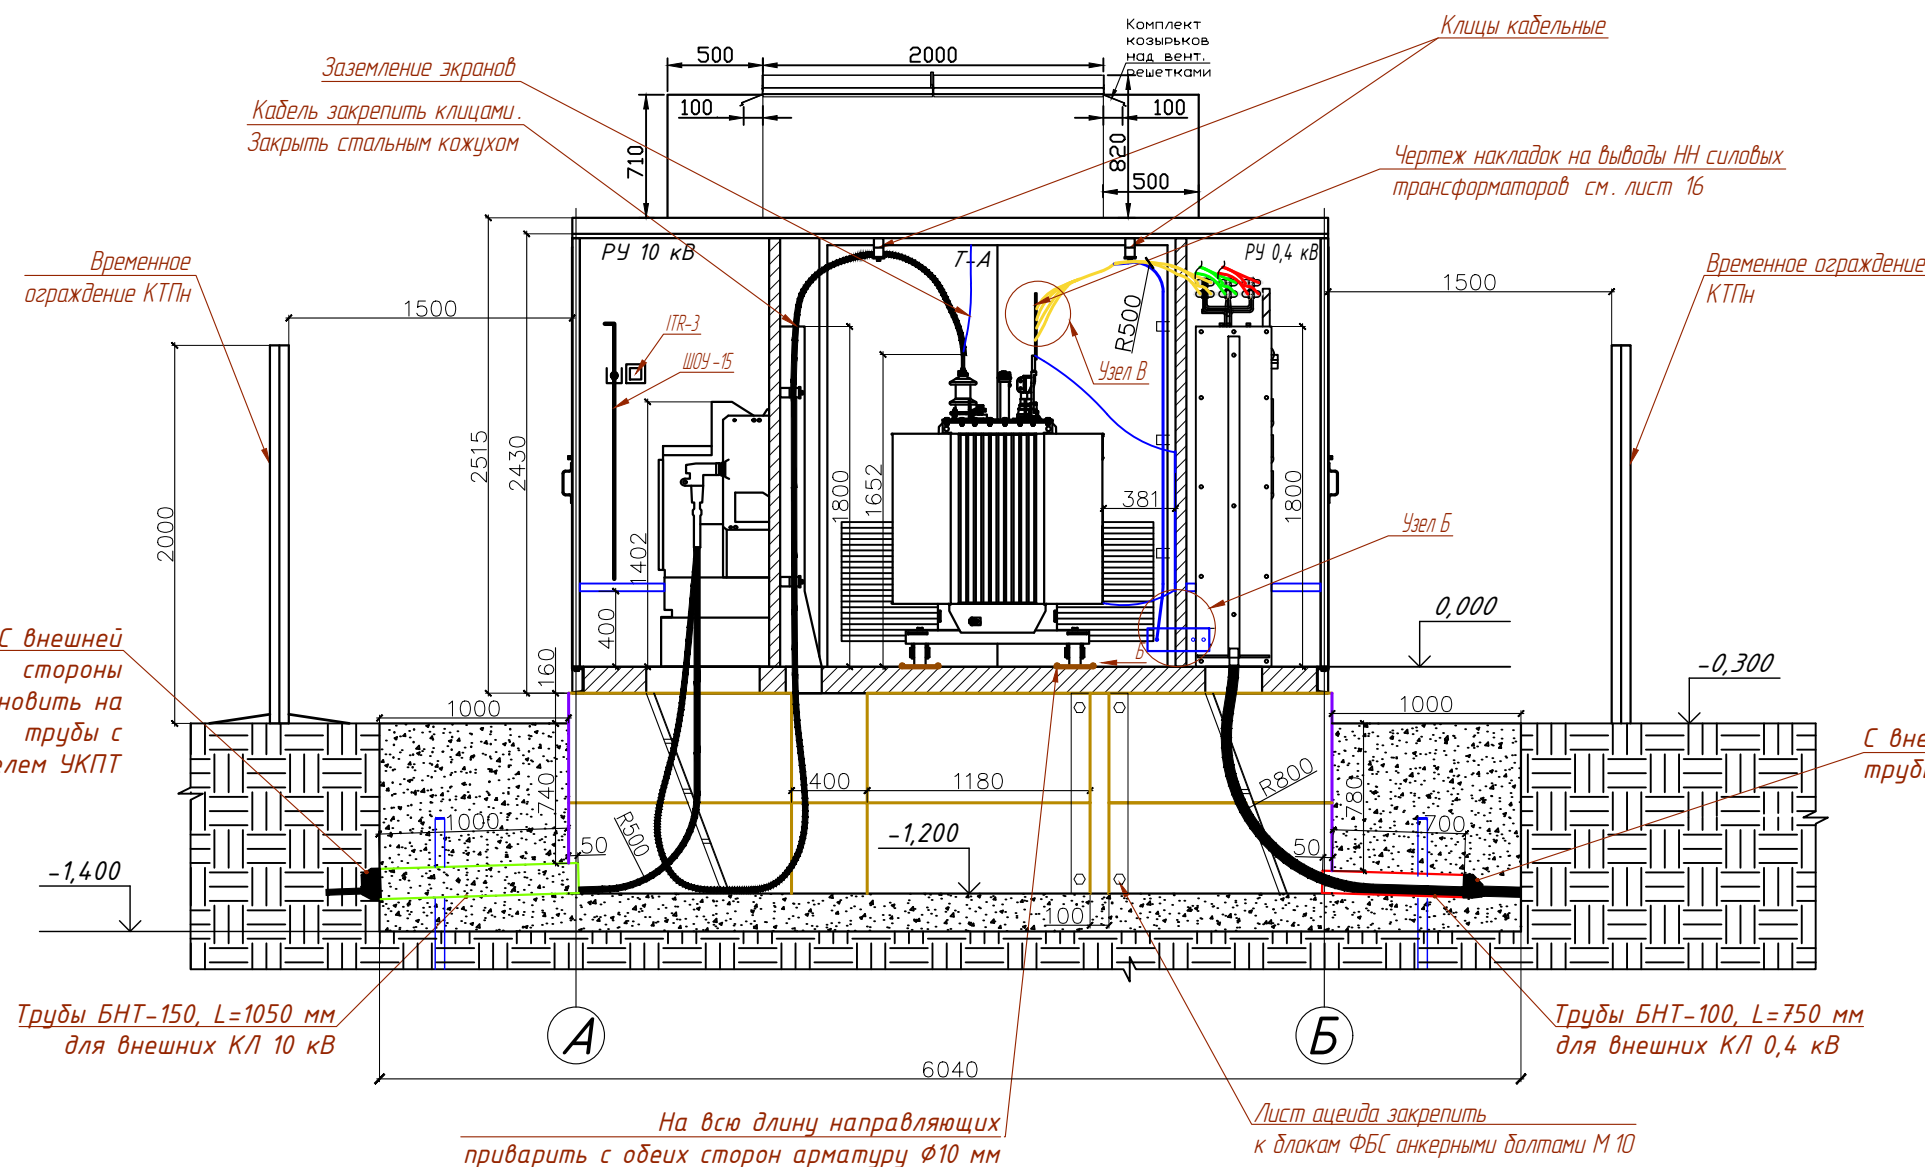 Комплект
козырьков
над вент.
решетками
Клицы кабельные
500
2000
Заземление экранов
Кабель закрепить клицами.
Закрыть стальным кожухом
100
100
710
820
500
Чертеж накладок на выводы НН силовых
трансформаторов см. лист 16
РУ 10 кВ
Т-А
РУ 0,4 кВ
Временное
ограждение КТПн
Временное ограждение
КТПн
1500
1500
R500
ITR-3
ШОУ-15
Узел В
2515
2430
2000
1800
1652
1402
381
1800
Узел Б
400
0,000
С внешней
стороны
новить на
трубы с
елем УКПТ
160
Б
-0,300
1000
1000
С вне
труб
740
400
1180
R800
780
1000
R500
50
-1,200
50
700
-1,400
100
Трубы БНТ-150, L=1050 мм
для внешних КЛ 10 кВ
А
Б
Трубы БНТ-100, L=750 мм
для внешних КЛ 0,4 кВ
6040
На всю длину направляющих
приварить с обеих сторон арматуру ϕ10 мм
Лист ацеида закрепить
к блокам ФБС анкерными болтами М 10